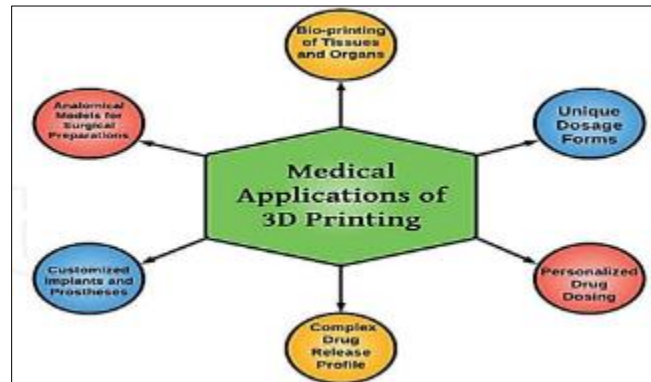 Bio-printing
of Tissues
and Organs
Anatomical
Models for
Surgical
Preparations
Unique
Dosage
Forms
Medical
Applications of
3D Printing
Customized
Implants and
Prostheses
Personalized
Drug
Dosing
Complex
Drug
Release
Profile